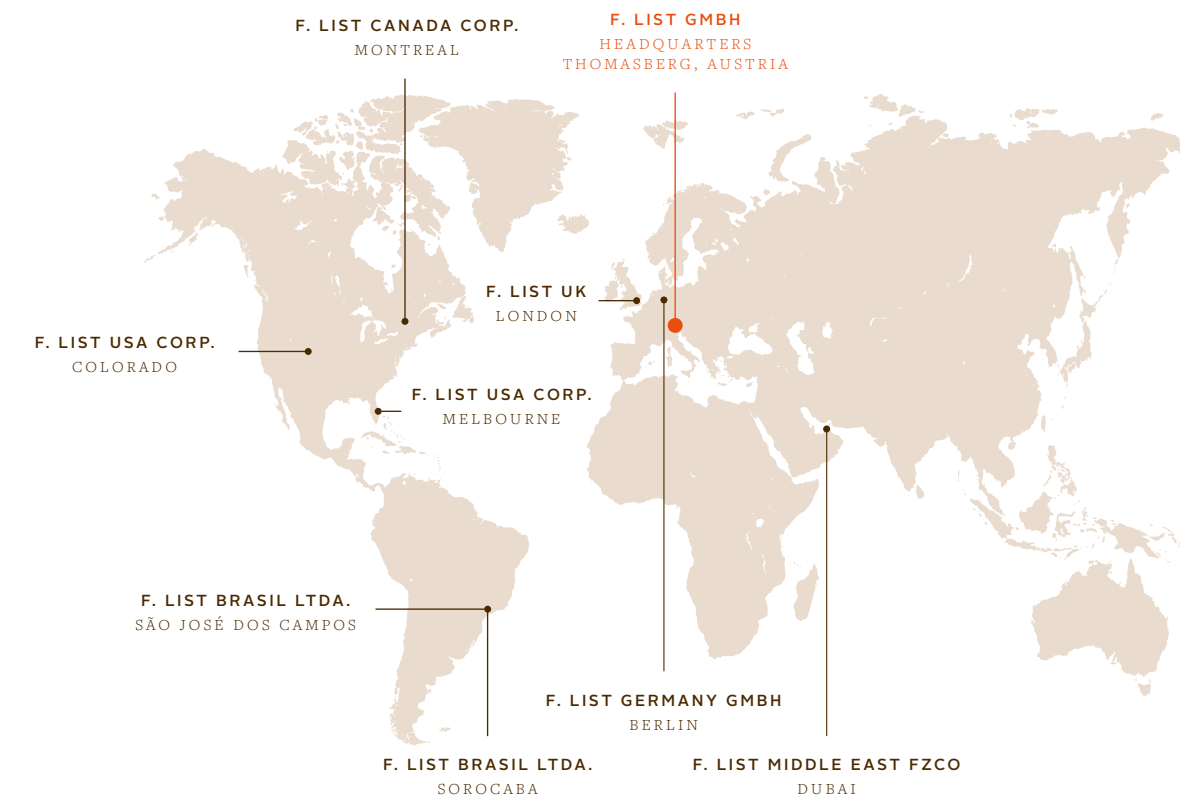 F. LIST CANADA CORP.
MONTREAL
F. LIST GMBH
HEADQUARTERS
THOMASBERG, AUSTRIA
F. LIST UK
LONDON
F. LIST USA CORP.
COLORADO
F. LIST USA CORP.
MELBOURNE
F. LIST BRASIL LTDA.
SÃO JOSÉ DOS CAMPOS
F. LIST GERMANY GMBH
BERLIN
F. LIST BRASIL LTDA.
SOROCABA
F. LIST MIDDLE EAST FZCO
DUBAI